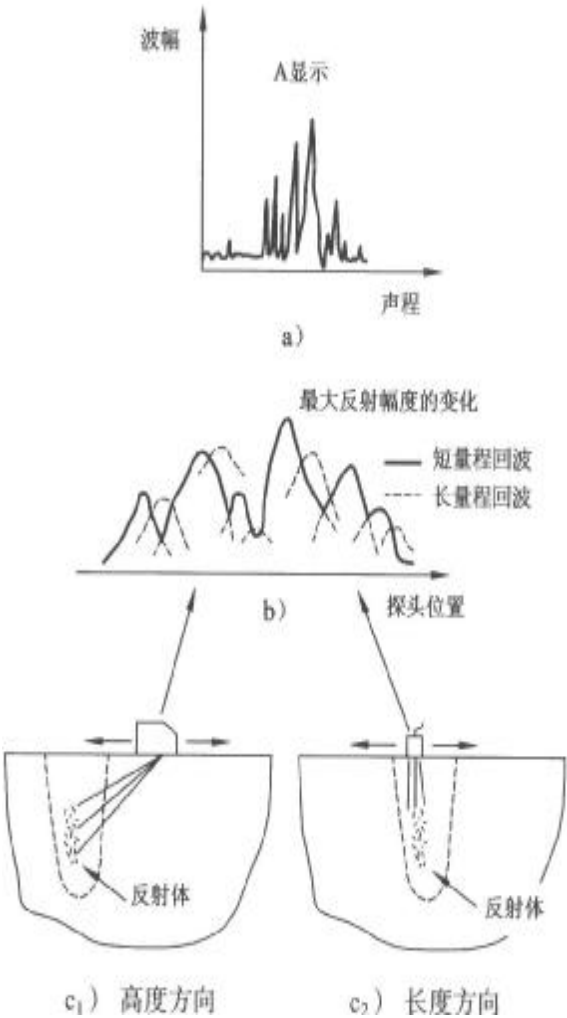 波幅
A显示
声程
a）
最大反射幅度的变化
短量程回波
长量程回波
b）
探头位置
反射体
反射体
c₁） 高度方向
c₂） 长度方向